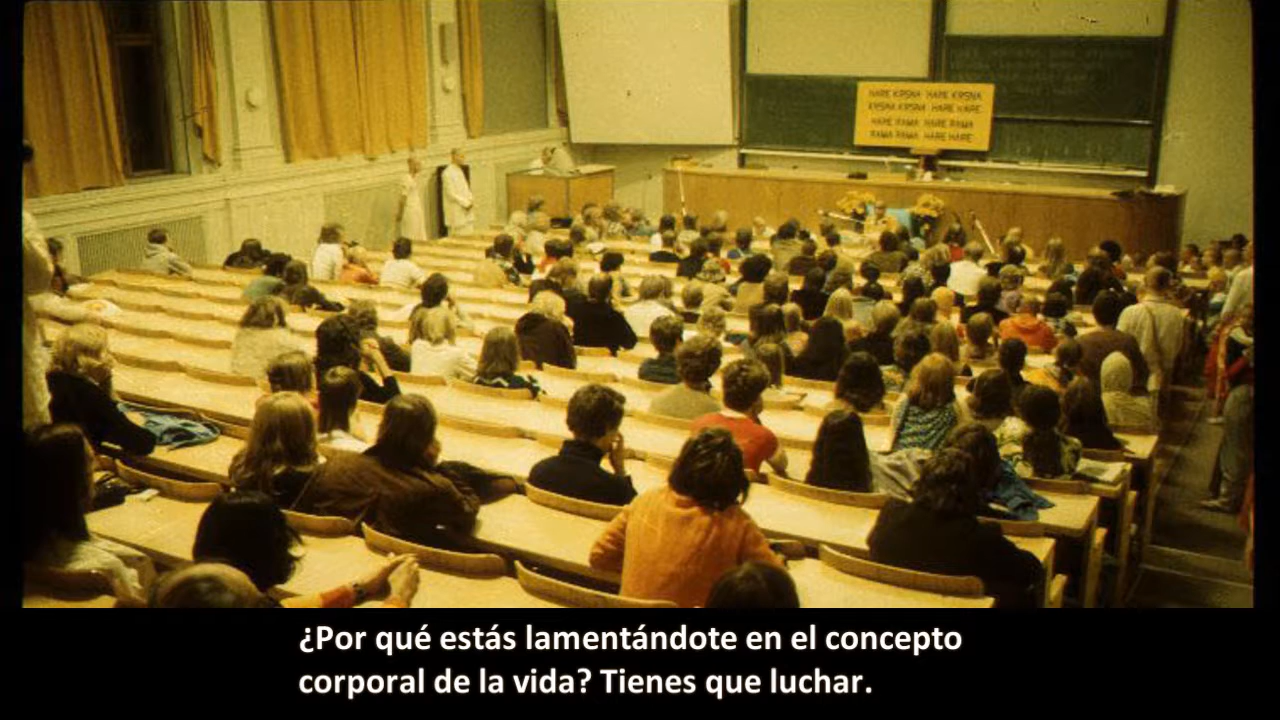 HARE KRSNA HARE KRSNA
KRSNA KRSNA HARE HARE
HARE RAMA HARE RAMA
RAMA RAMA HARE HARE
¿Por qué estás lamentándote en el concepto
corporal de la vida? Tienes que luchar.